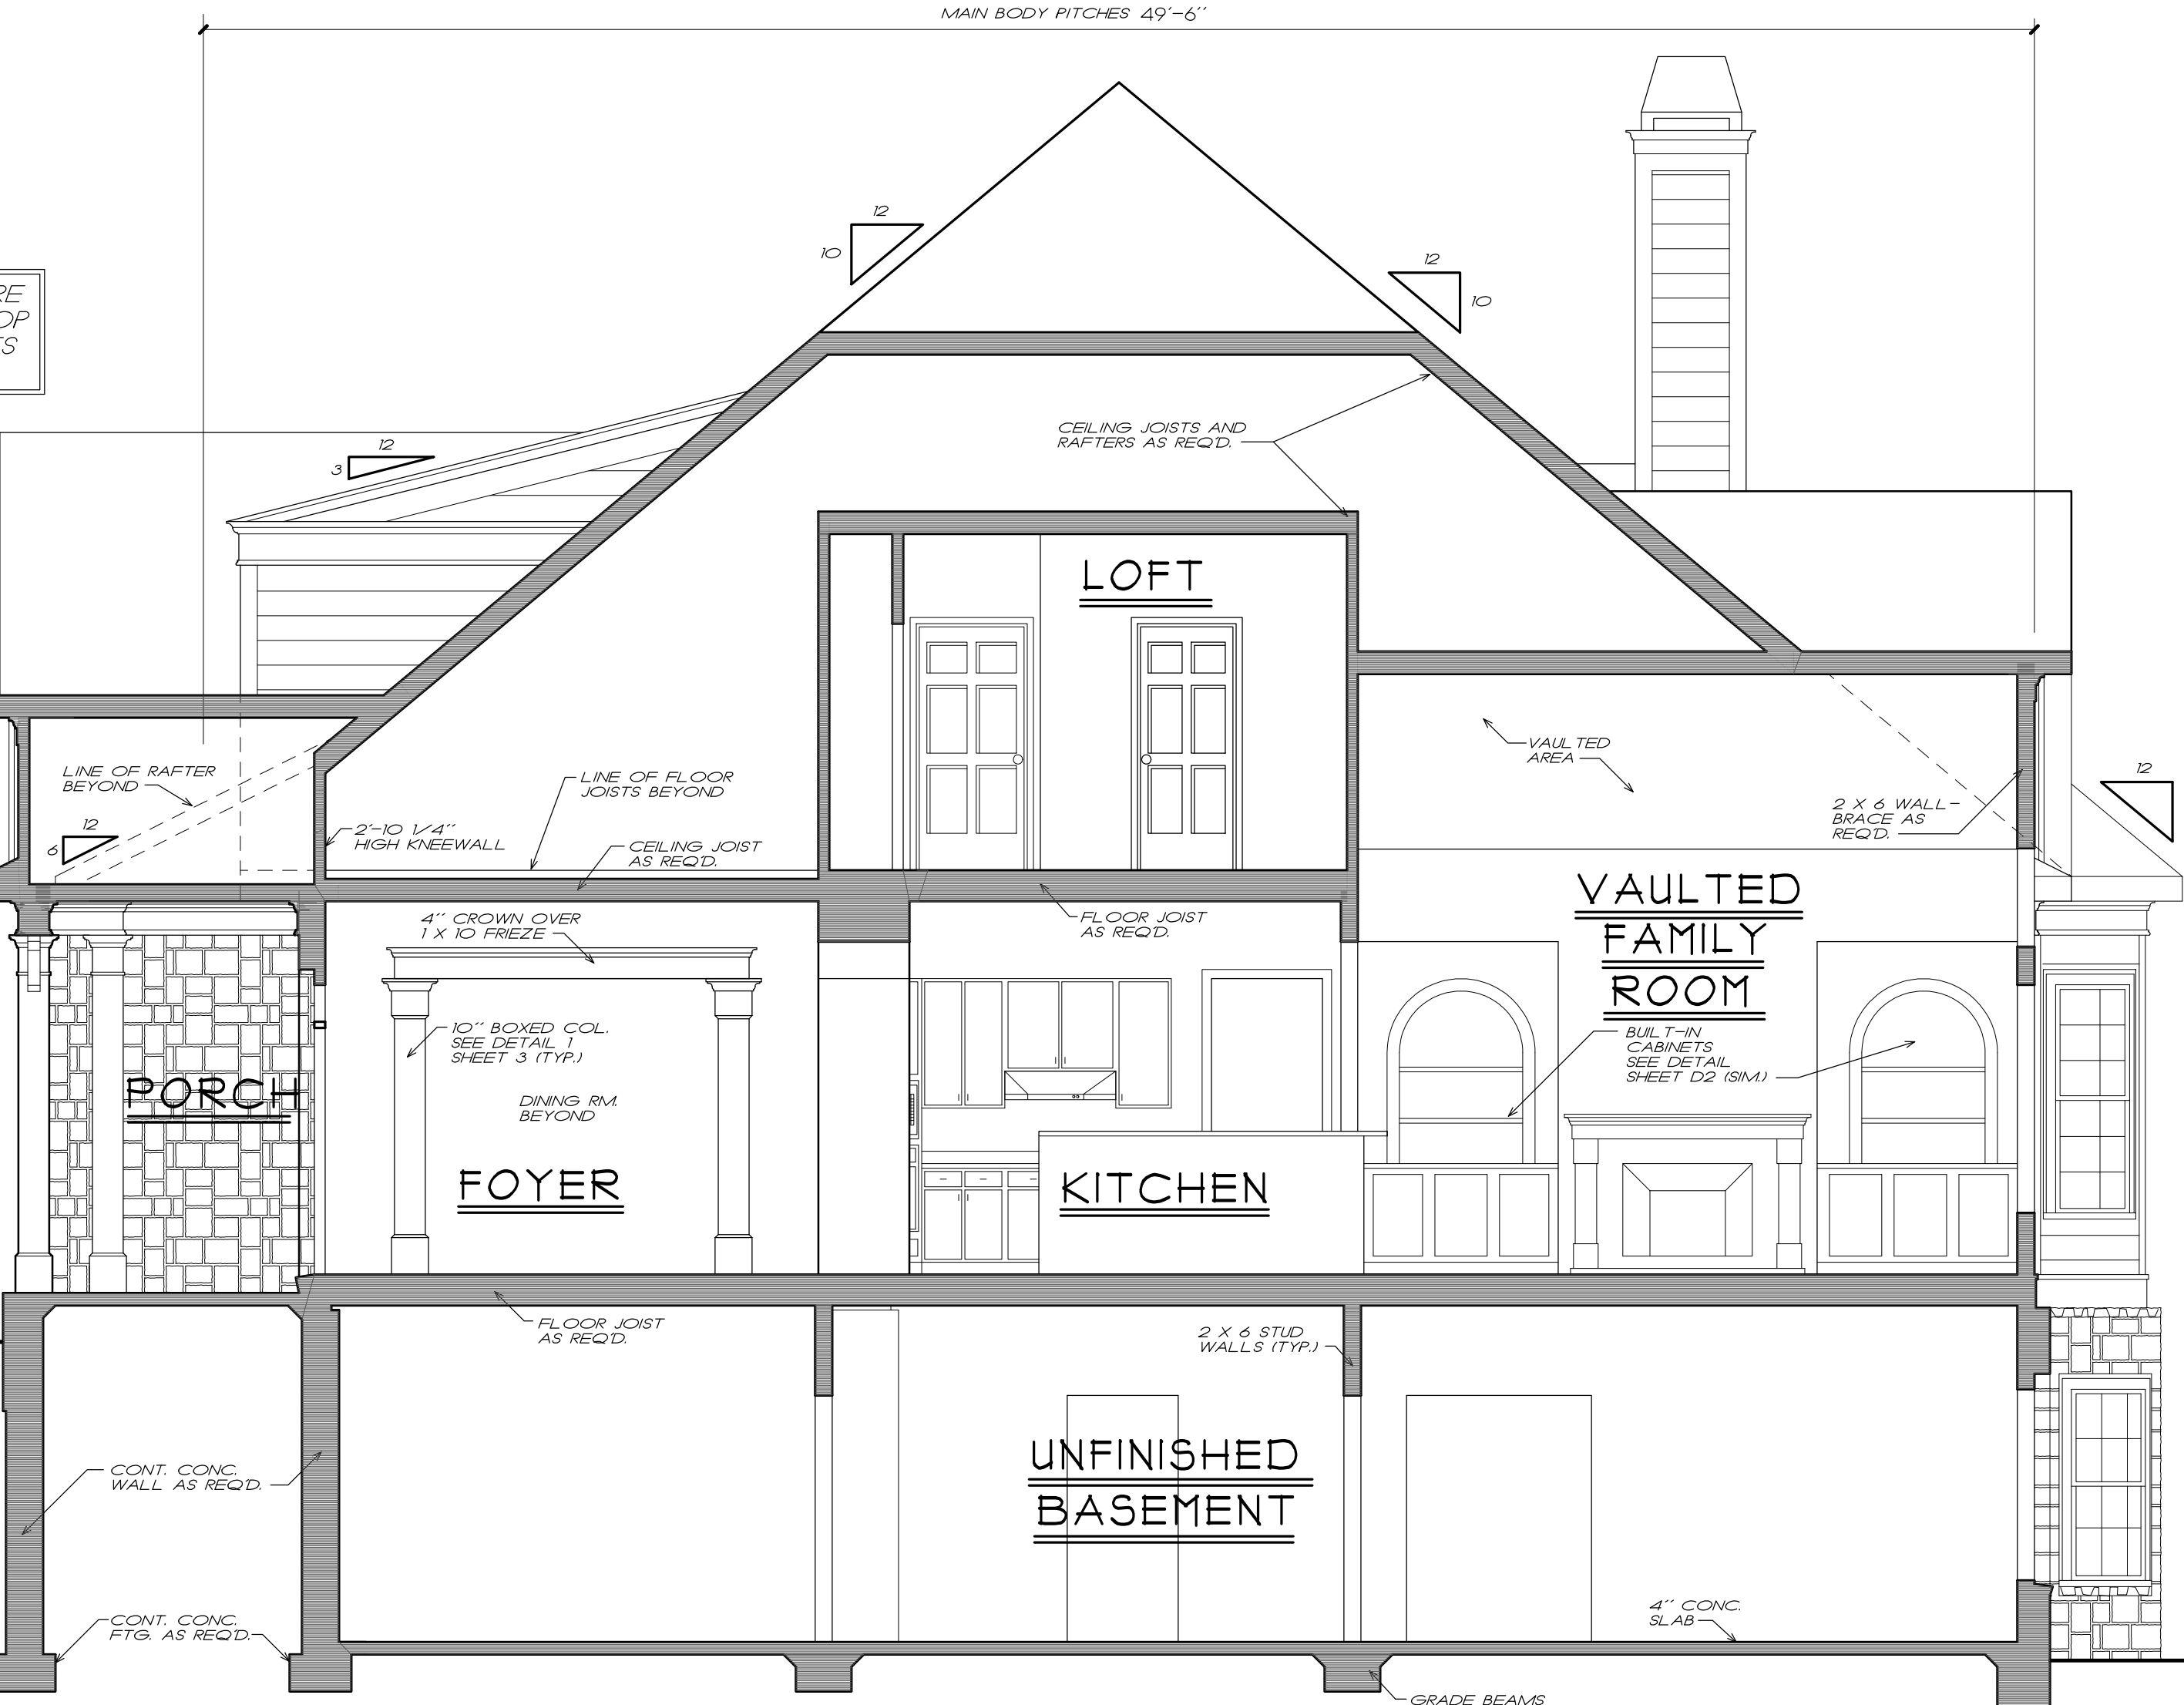 MAIN BODY PITCHES 49'-6"
12
10
12
10
RE
OP
TS
12
3
CEILING JOISTS AND
RAFTERS AS REQ'D.
LOFT
LINE OF RAFTER
BEYOND
12
6
LINE OF FLOOR
JOISTS BEYOND
2'-10 1/4"
HIGH KNEEWALL
CEILING JOIST
AS REQ'D.
VAULTED
AREA
2 X 6 WALL-
BRACE AS
REQ'D.
12
4" CROWN OVER
1 X 10 FRIEZE
FLOOR JOIST
AS REQ'D.
VAULTED
FAMILY
ROOM
10" BOXED COL.
SEE DETAIL 1
SHEET 3 (TYP.)
BUILT-IN
CABINETS
SEE DETAIL
SHEET D2 (SIM.)
PORCH
DINING RM.
BEYOND
FOYER
KITCHEN
FLOOR JOIST
AS REQ'D.
2 X 6 STUD
WALLS (TYP.)
UNFINISHED
BASEMENT
CONT. CONC.
WALL AS REQ'D.
CONT. CONC.
FTG. AS REQ'D.
4" CONC.
SLAB
GRADE BEAMS